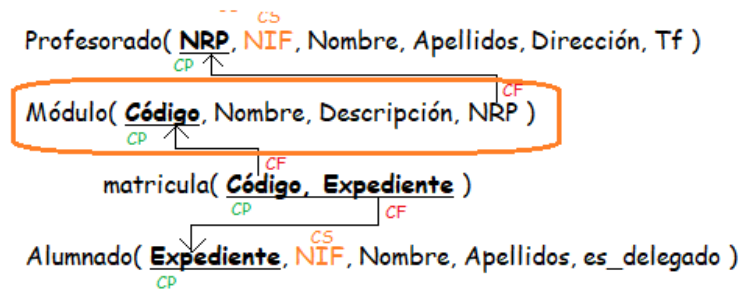 CS
Profesorado( NRP, NIF, Nombre, Apellidos, Dirección, Tf )
CP
CF
Módulo( Código, Nombre, Descripción, NRP )
CP
CF
matricula( Código, Expediente )
CP
CF
CS
Alumnado( Expediente, NIF, Nombre, Apellidos, es_delegado )
CP